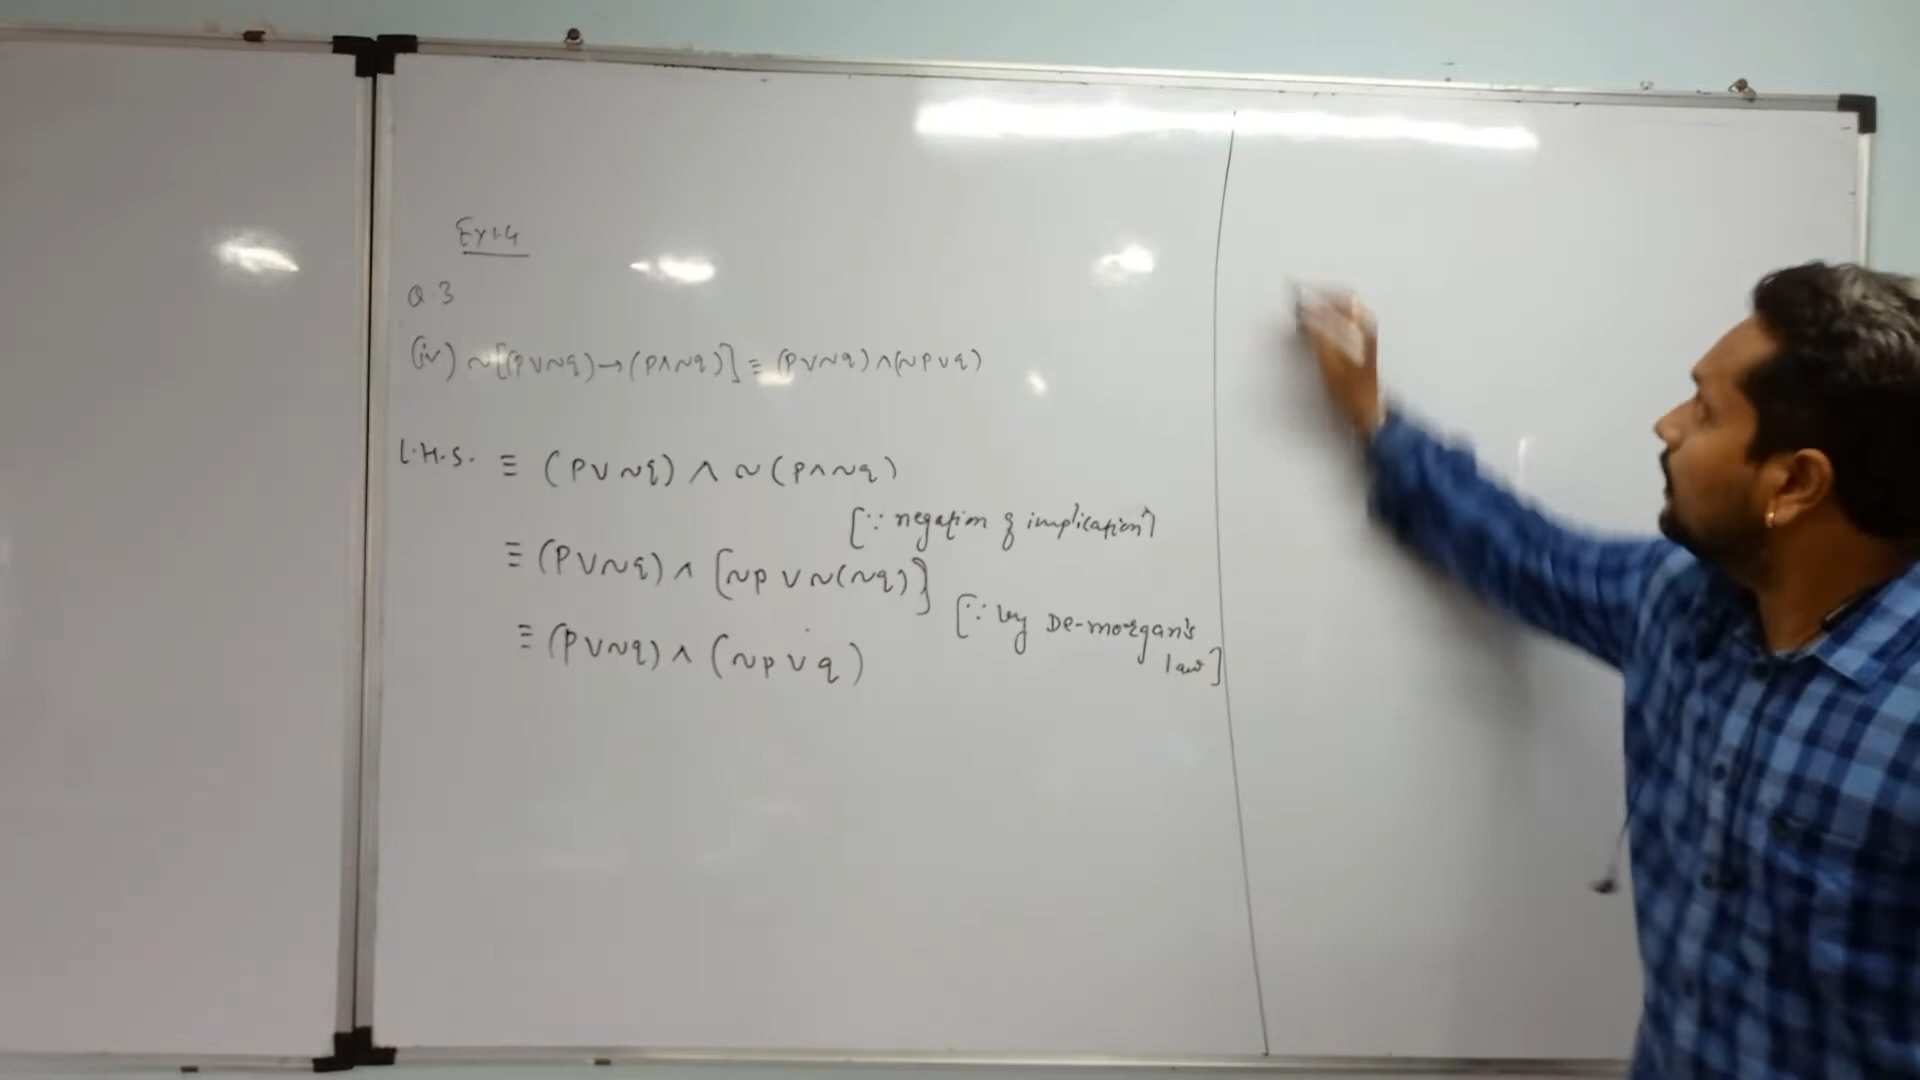 Ex 1.4
Q 3
(iv) ~[(p∨~q)→(p∧~q)] ≡ (p∨~q)∧(~p∨q)
L.H.S. ≡ (p∨~q) ∧ ~(p∧~q)
[∵ negation of implication]
≡ (p∨~q) ∧ [~p ∨ ~(~q)]
[∵ by De-morgan's
law]
≡ (p∨~q) ∧ (~p∨q)